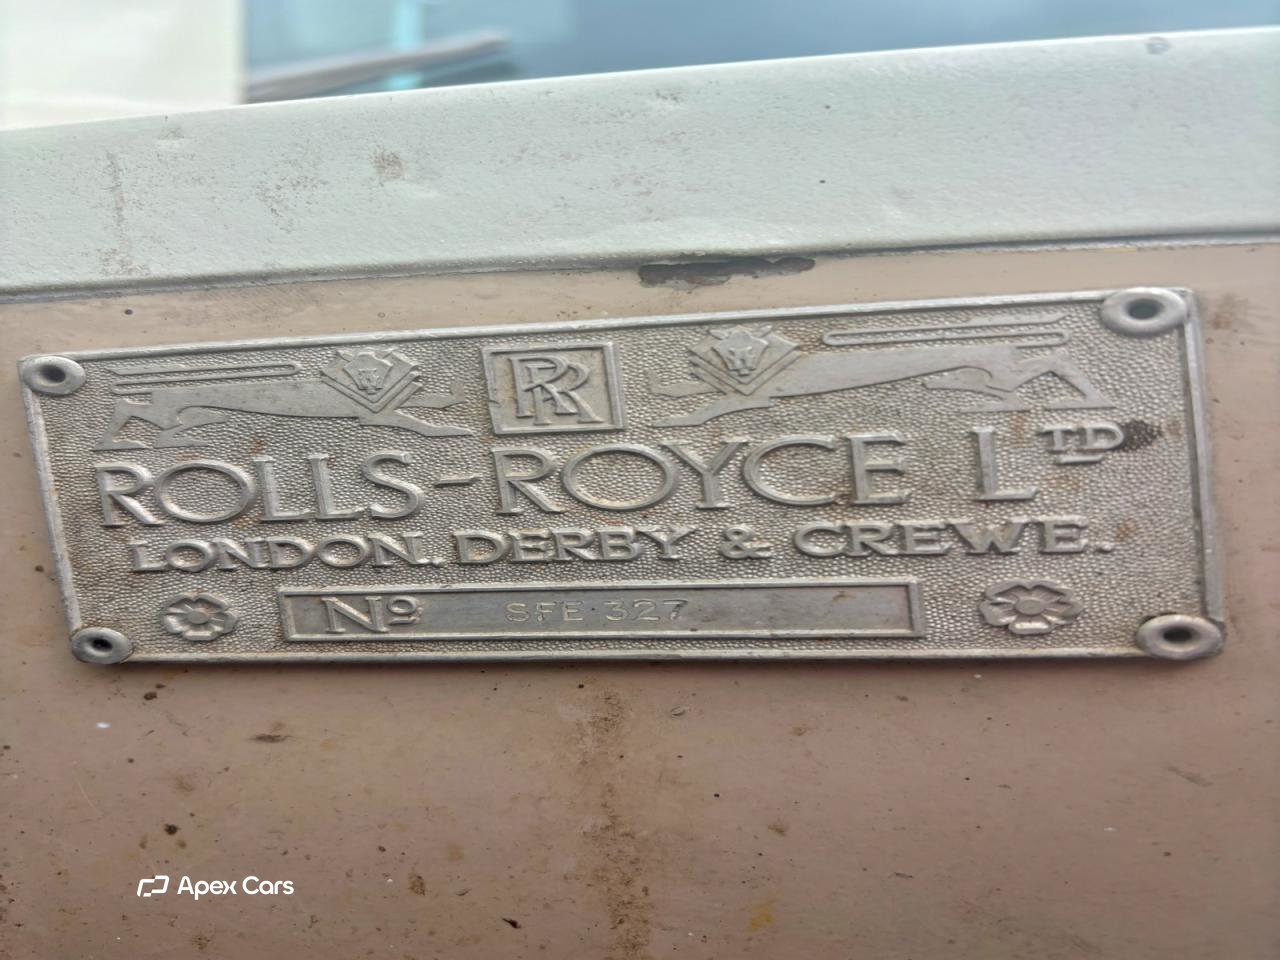 RR
ROLLS-ROYCE LTD
LONDON. DERBY & CREWE.
Nº SFE 327
Apex Cars